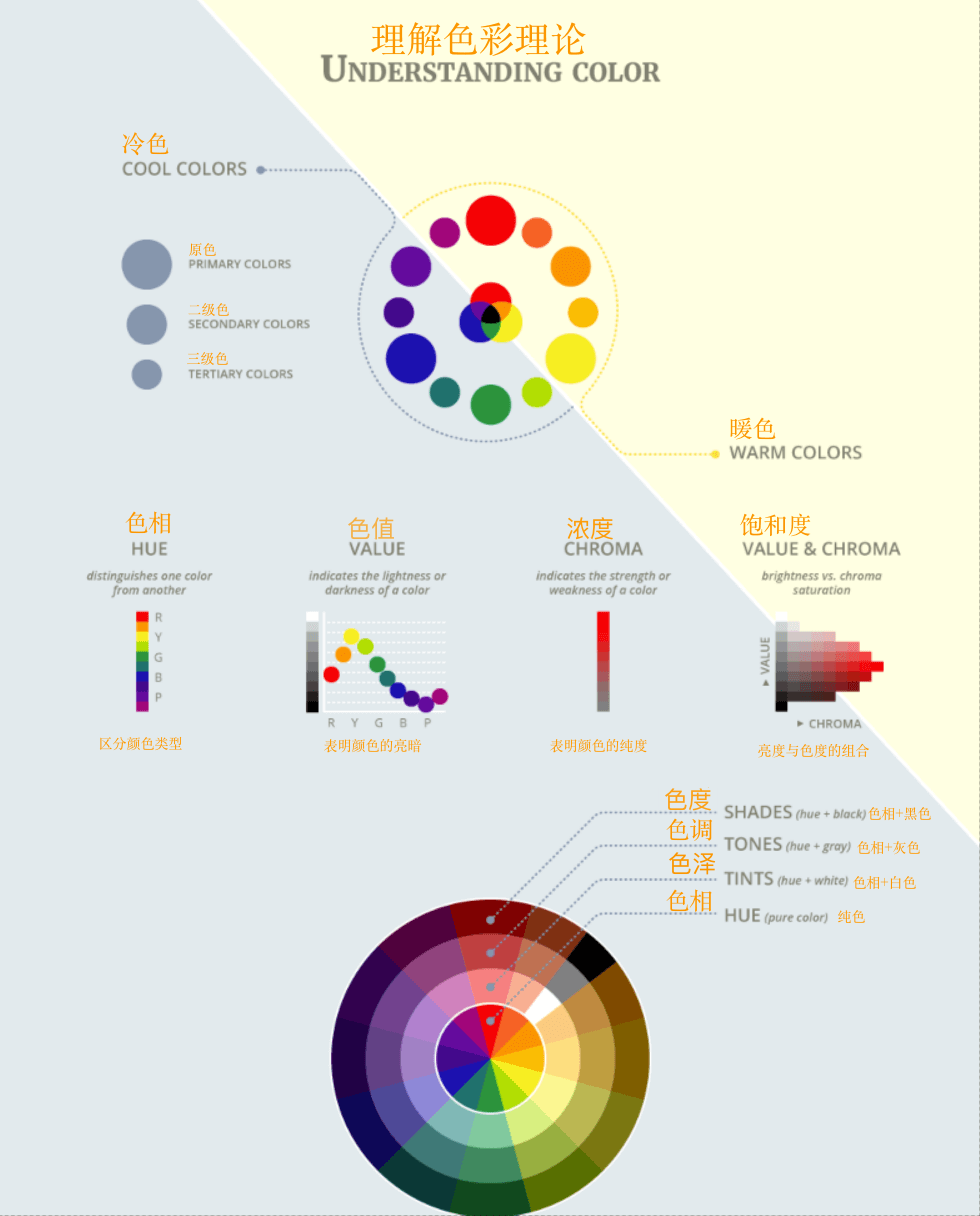 理解色彩理论
UNDERSTANDING COLOR
冷色
COOL COLORS
原色
PRIMARY COLORS
二级色
SECONDARY COLORS
三级色
TERTIARY COLORS
暖色
WARM COLORS
色相
HUE
distinguishes one color
from another
R
Y
G
B
P
区分颜色类型
色值
VALUE
indicates the lightness or
darkness of a color
R Y G B P
表明颜色的亮暗
浓度
CHROMA
indicates the strength or
weakness of a color
表明颜色的纯度
饱和度
VALUE & CHROMA
brightness vs. chroma
saturation
▸ VALUE
▸ CHROMA
亮度与色度的组合
色度
SHADES (hue + black) 色相+黑色
色调
TONES (hue + gray) 色相+灰色
色泽
TINTS (hue + white) 色相+白色
色相
HUE (pure color) 纯色